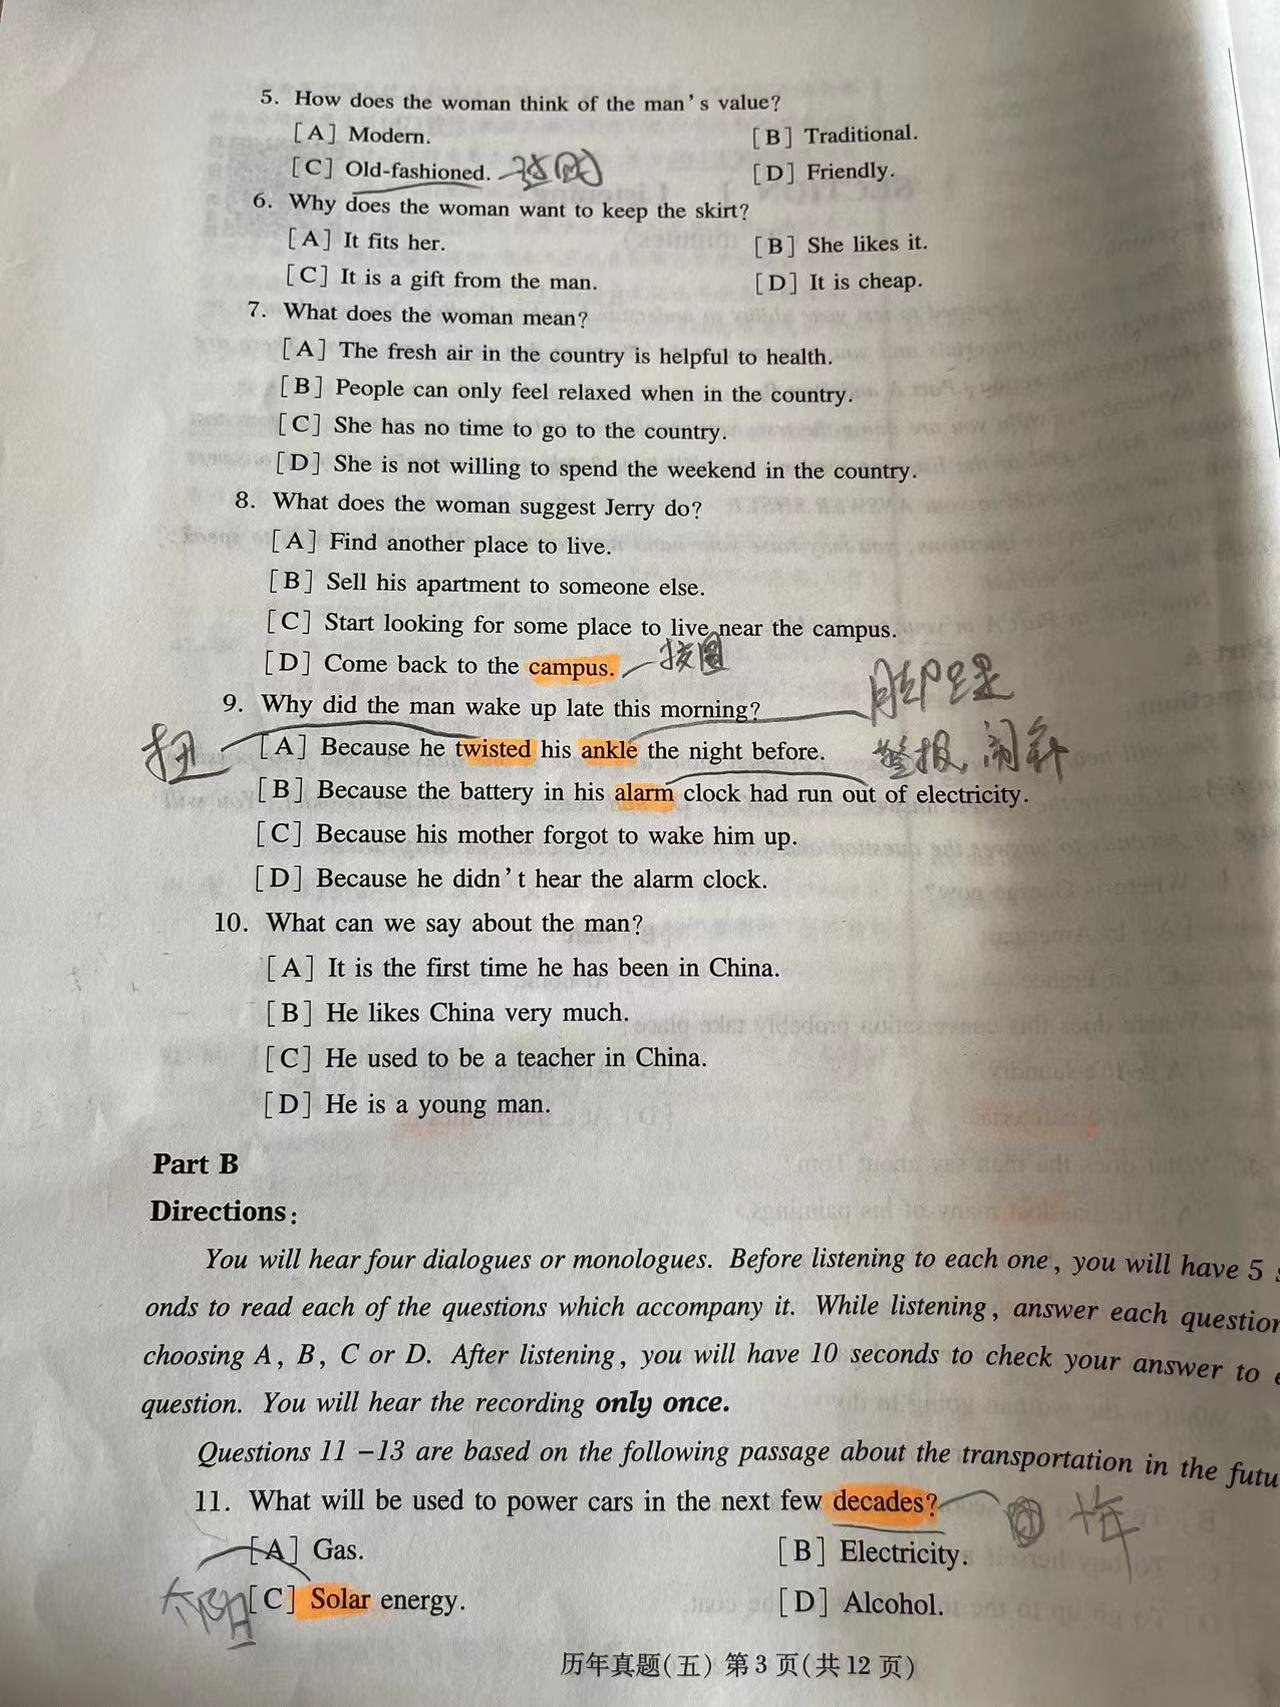 5. How does the woman think of the man's value?
[A] Modern. [B] Traditional.
[C] Old-fashioned. [D] Friendly.
6. Why does the woman want to keep the skirt?
[A] It fits her. [B] She likes it.
[C] It is a gift from the man. [D] It is cheap.
7. What does the woman mean?
[A] The fresh air in the country is helpful to health.
[B] People can only feel relaxed when in the country.
[C] She has no time to go to the country.
[D] She is not willing to spend the weekend in the country.
8. What does the woman suggest Jerry do?
[A] Find another place to live.
[B] Sell his apartment to someone else.
[C] Start looking for some place to live near the campus.
[D] Come back to the campus. 校园
9. Why did the man wake up late this morning? 脚踝
扭 [A] Because he twisted his ankle the night before. 警报, 闹钟
[B] Because the battery in his alarm clock had run out of electricity.
[C] Because his mother forgot to wake him up.
[D] Because he didn't hear the alarm clock.
10. What can we say about the man?
[A] It is the first time he has been in China.
[B] He likes China very much.
[C] He used to be a teacher in China.
[D] He is a young man.
Part B
Directions:
You will hear four dialogues or monologues. Before listening to each one, you will have 5
onds to read each of the questions which accompany it. While listening, answer each question
choosing A, B, C or D. After listening, you will have 10 seconds to check your answer to
question. You will hear the recording only once.
Questions 11-13 are based on the following passage about the transportation in the futu
11. What will be used to power cars in the next few decades? 十年
[A] Gas. [B] Electricity.
太阳 [C] Solar energy. [D] Alcohol.
历年真题(五) 第3页(共12页)